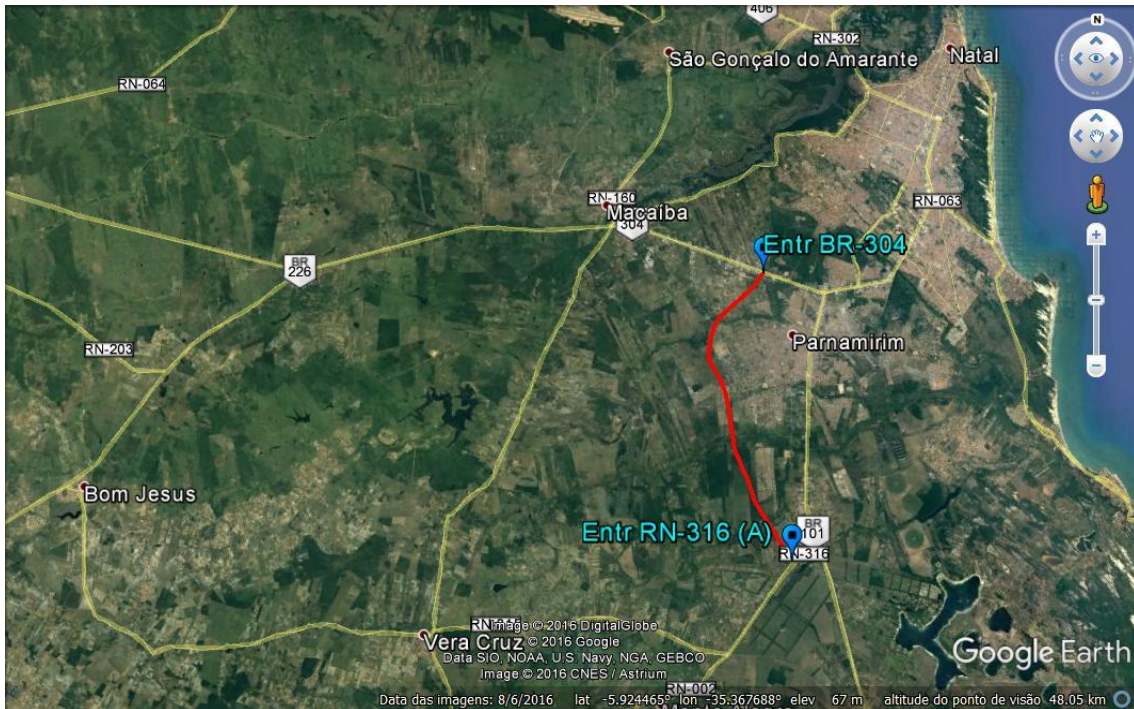 406
RN-302
São Gonçalo do Amarante
Natal
N
RN-064
RN-160
Macaíba
304
RN-063
Entr BR-304
BR
226
RN-203
Parnamirim
Bom Jesus
Entr RN-316 (A)
BR
101
RN-316
Vera Cruz
Image © 2016 DigitalGlobe
© 2016 Google
Data SIO, NOAA, U.S. Navy, NGA, GEBCO
Image © 2016 CNES / Astrium
Google Earth
RN-002
Data das imagens: 8/6/2016 lat -5.924465° lon -35.367688° elev 67 m altitude do ponto de visão 48.05 km